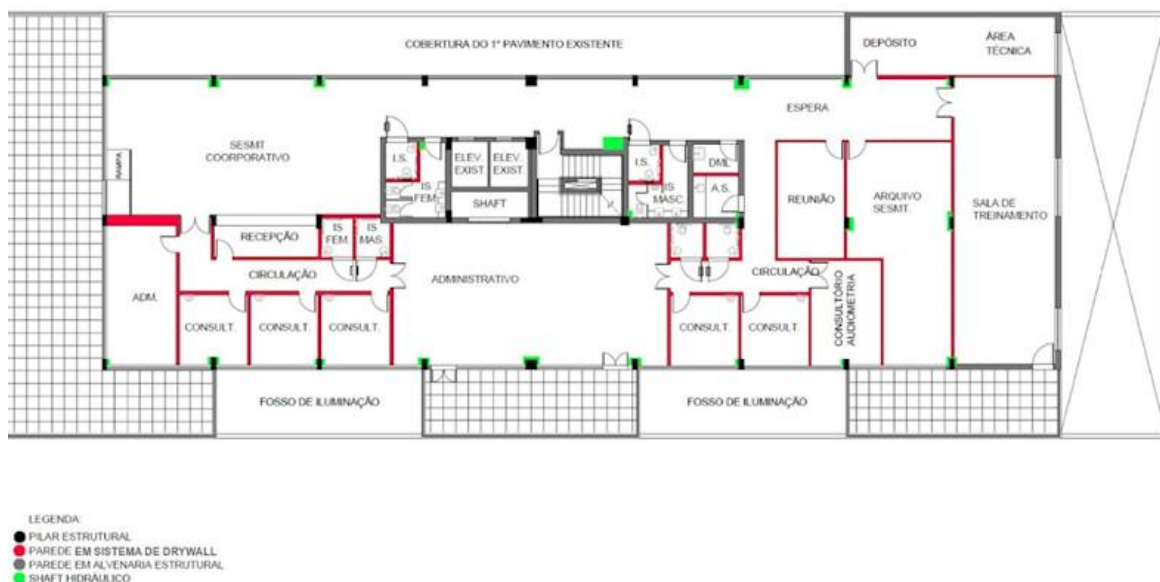 COBERTURA DO 1° PAVIMENTO EXISTENTE
DEPÓSITO
ÁREA
TÉCNICA
ESPERA
SESMT
COORPORATIVO
RAMPA
I.S.
IS
FEM.
ELEV.
EXIST.
ELEV.
EXIST.
SHAFT
I.S.
IS
MASC.
DML
A.S.
REUNIÃO
ARQUIVO
SESMT.
SALA DE
TREINAMENTO
RECEPÇÃO
IS
FEM.
IS
MAS.
CIRCULAÇÃO
ADMINISTRATIVO
CIRCULAÇÃO
ADM.
CONSULT.
CONSULT.
CONSULT.
CONSULT.
CONSULT.
CONSULTÓRIO
AUDIOMETRIA
FOSSO DE ILUMINAÇÃO
FOSSO DE ILUMINAÇÃO
LEGENDA:
PILAR ESTRUTURAL
PAREDE EM SISTEMA DE DRYWALL
PAREDE EM ALVENARIA ESTRUTURAL
SHAFT HIDRÁULICO